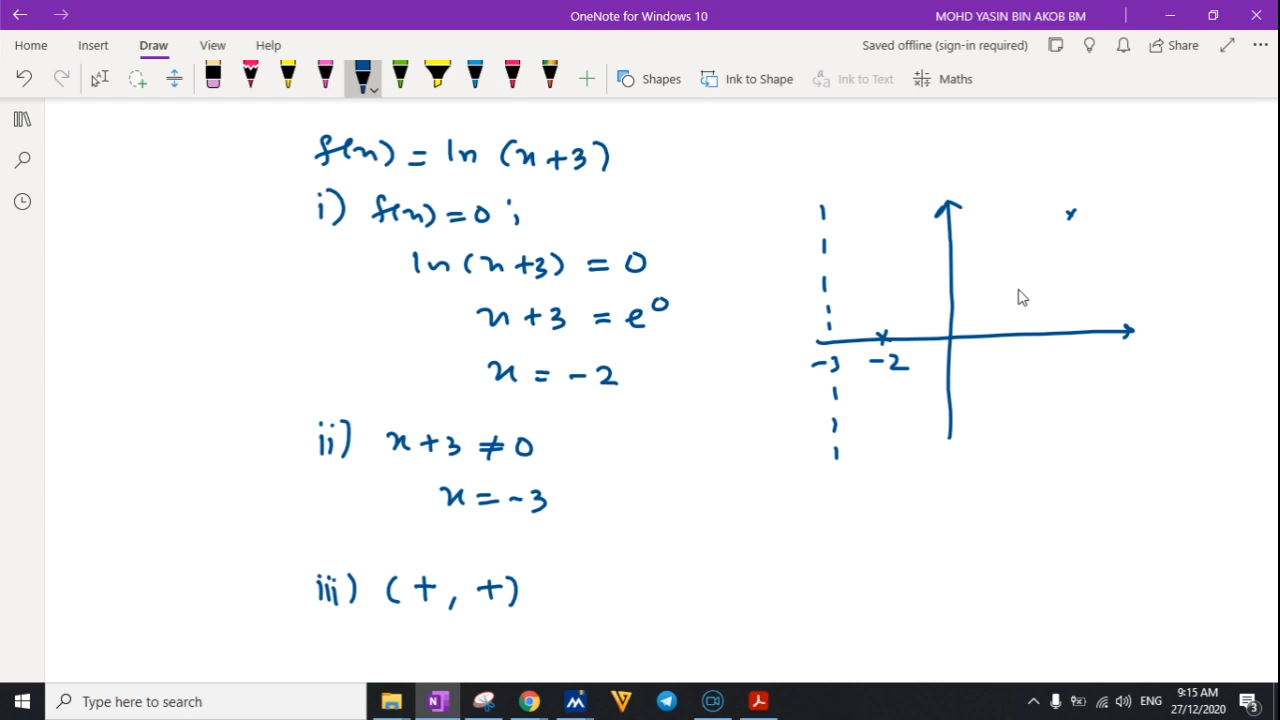 OneNote for Windows 10
MOHD YASIN BIN AKOB BM
Home Insert Draw View Help
Saved offline (sign-in required)
Share
Shapes
Ink to Shape
Ink to Text
Maths
f(x) = ln (x+3)
i) f(x) = 0 ;
ln(x+3) = 0
x+3 = e⁰
x = -2
ii) x+3 ≠ 0
x = -3
iii) (+, +)
-3 -2
Type here to search
ENG
9:15 AM
27/12/2020
3